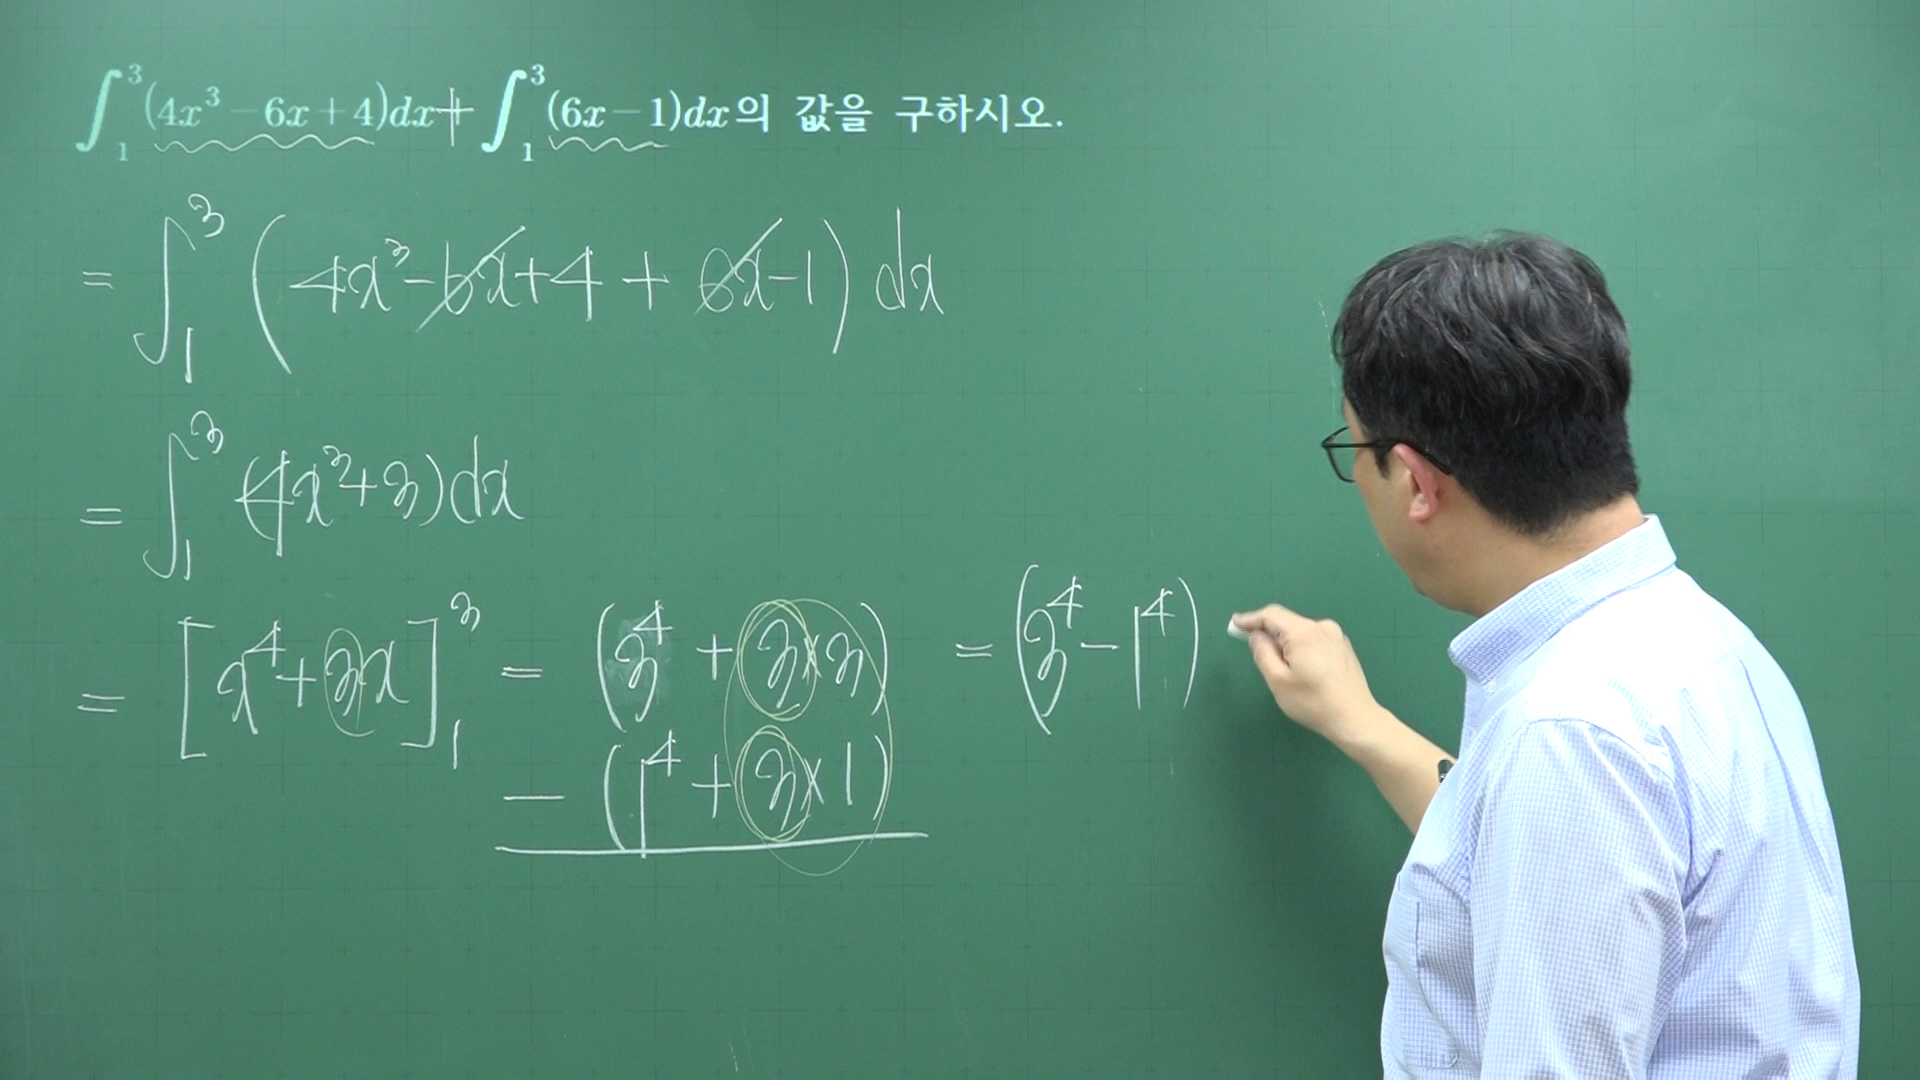 ∫₁³(4x³−6x+4)dx+∫₁³(6x−1)dx의 값을 구하시오.
= ∫₁³ (4x³−6x+4 + 6x−1) dx
= ∫₁³ (4x³+3)dx
= [x⁴+3x]₁³ = (3⁴ + 3×3) = (3⁴ − 1⁴)
− (1⁴ + 3×1)